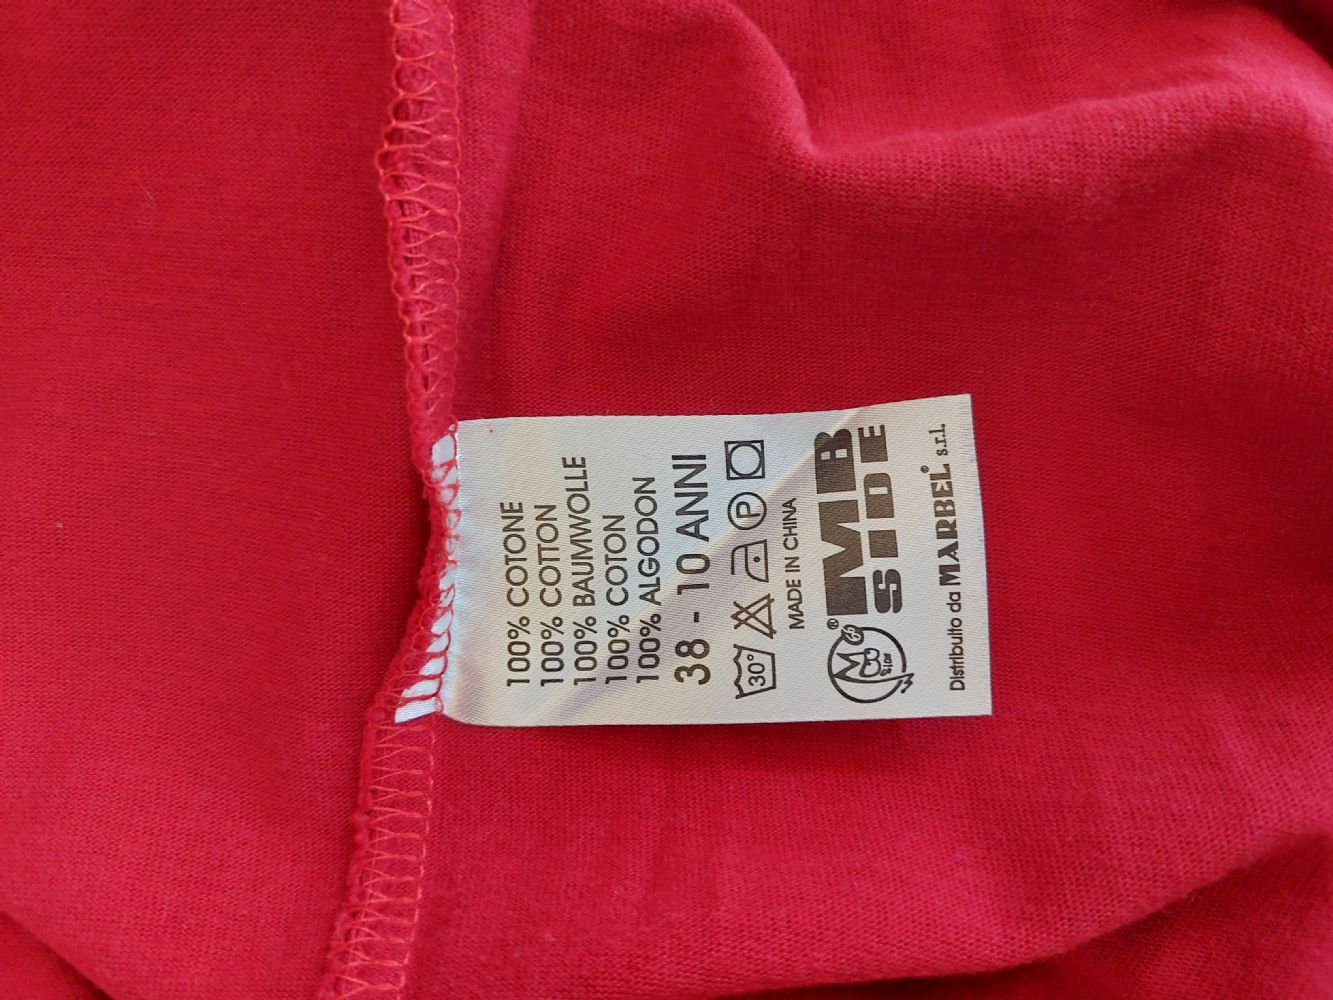 100% COTONE
100% COTTON
100% BAUMWOLLE
100% COTON
100% ALGODON
38 - 10 ANNI
30° P
MADE IN CHINA
® MB
SIDE
M
SIDE
Distribuito da MARBEL® s.r.l.